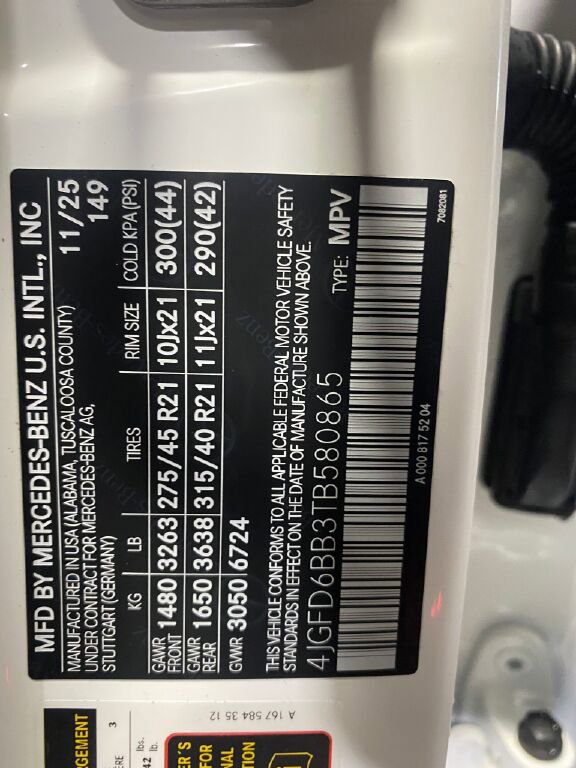 MFD BY MERCEDES-BENZ U.S. INTL., INC
MANUFACTURED IN USA (ALABAMA, TUSCALOOSA COUNTY) 11/25
UNDER CONTRACT FOR MERCEDES-BENZ AG, 149
STUTTGART (GERMANY)
KG LB TIRES RIM SIZE COLD KPA (PSI)
GAWR FRONT 1480 3263 275/45 R21 10Jx21 300(44)
GAWR REAR 1650 3638 315/40 R21 11Jx21 290(42)
GVWR 3050 6724
THIS VEHICLE CONFORMS TO ALL APPLICABLE FEDERAL MOTOR VEHICLE SAFETY
STANDARDS IN EFFECT ON THE DATE OF MANUFACTURE SHOWN ABOVE.
4JGFD6BB3TB580865 TYPE: MPV
A 000 817 52 04
7082081
A 167 584 35 12
3
lbs.
42 lb.